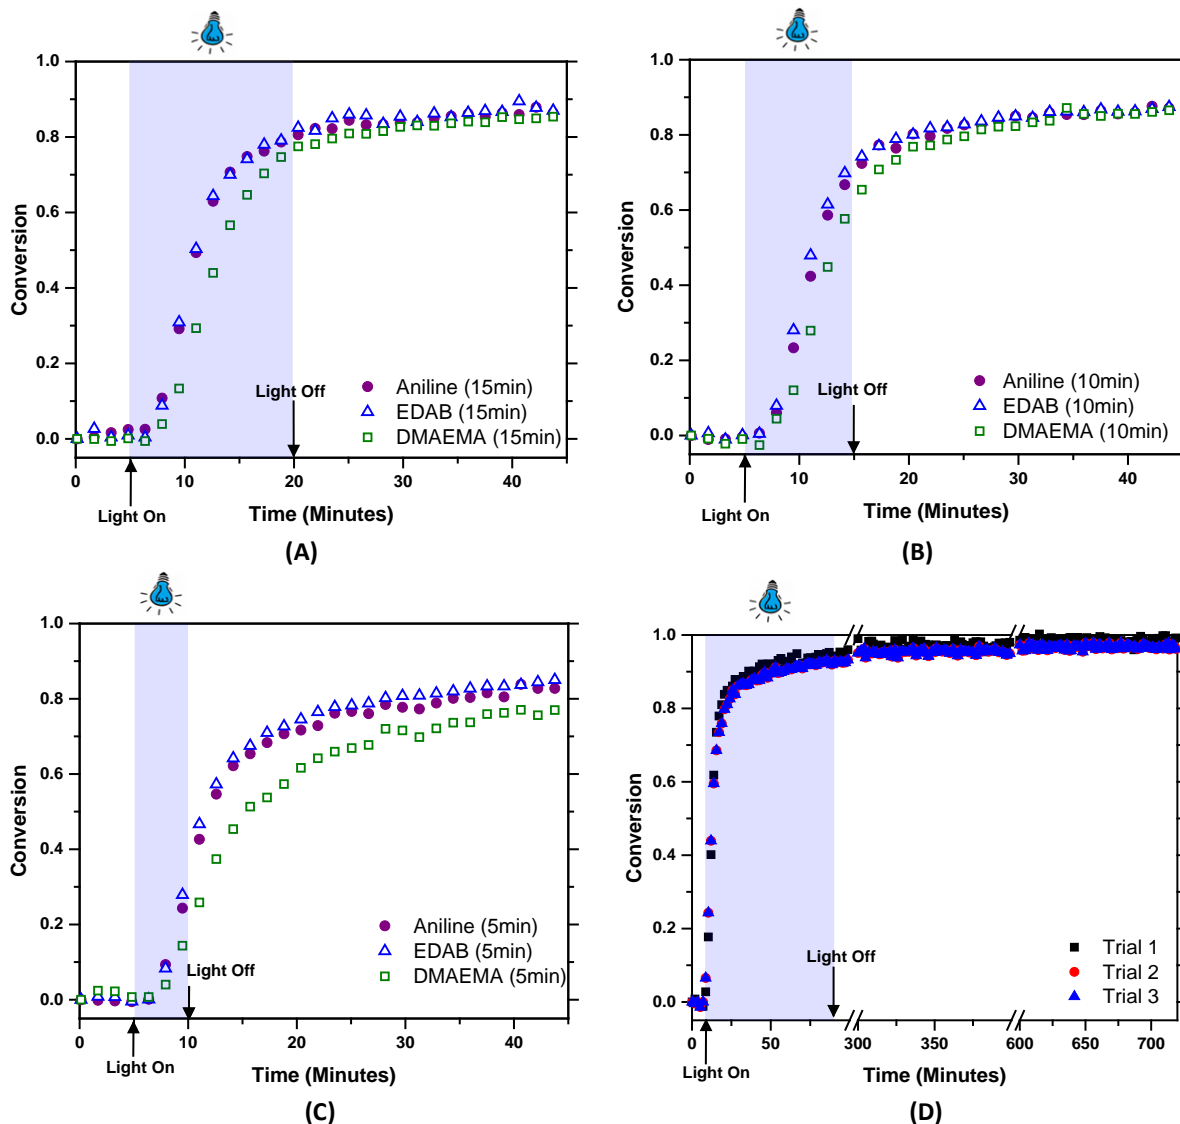 1.0
0.8
0.6
0.4
0.2
0.0
Conversion
Light Off
Aniline (15min)
EDAB (15min)
DMAEMA (15min)
0
10
20
30
40
Light On
Time (Minutes)
(A)
1.0
0.8
0.6
0.4
0.2
0.0
Conversion
Light Off
Aniline (10min)
EDAB (10min)
DMAEMA (10min)
0
10
20
30
40
Light On
Time (Minutes)
(B)
1.0
0.8
0.6
0.4
0.2
0.0
Conversion
Aniline (5min)
EDAB (5min)
DMAEMA (5min)
Light Off
0
10
20
30
40
Light On
Time (Minutes)
(C)
1.0
0.8
0.6
0.4
0.2
0.0
Conversion
Light Off
Trial 1
Trial 2
Trial 3
0
50
300
350
600
650
700
Light On
Time (Minutes)
(D)